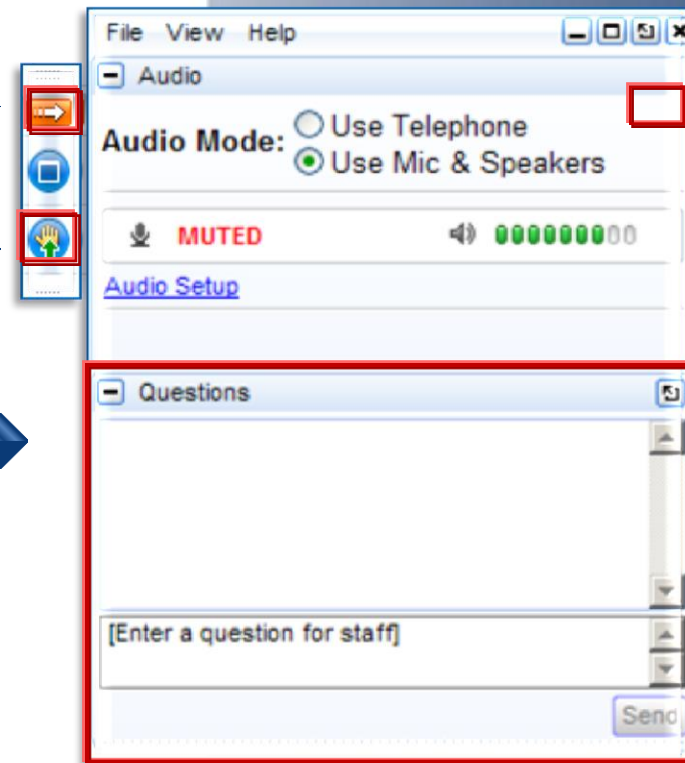 File View Help
Audio
Audio Mode:
Use Telephone
Use Mic & Speakers
MUTED
Audio Setup
Questions
[Enter a question for staff]
Send